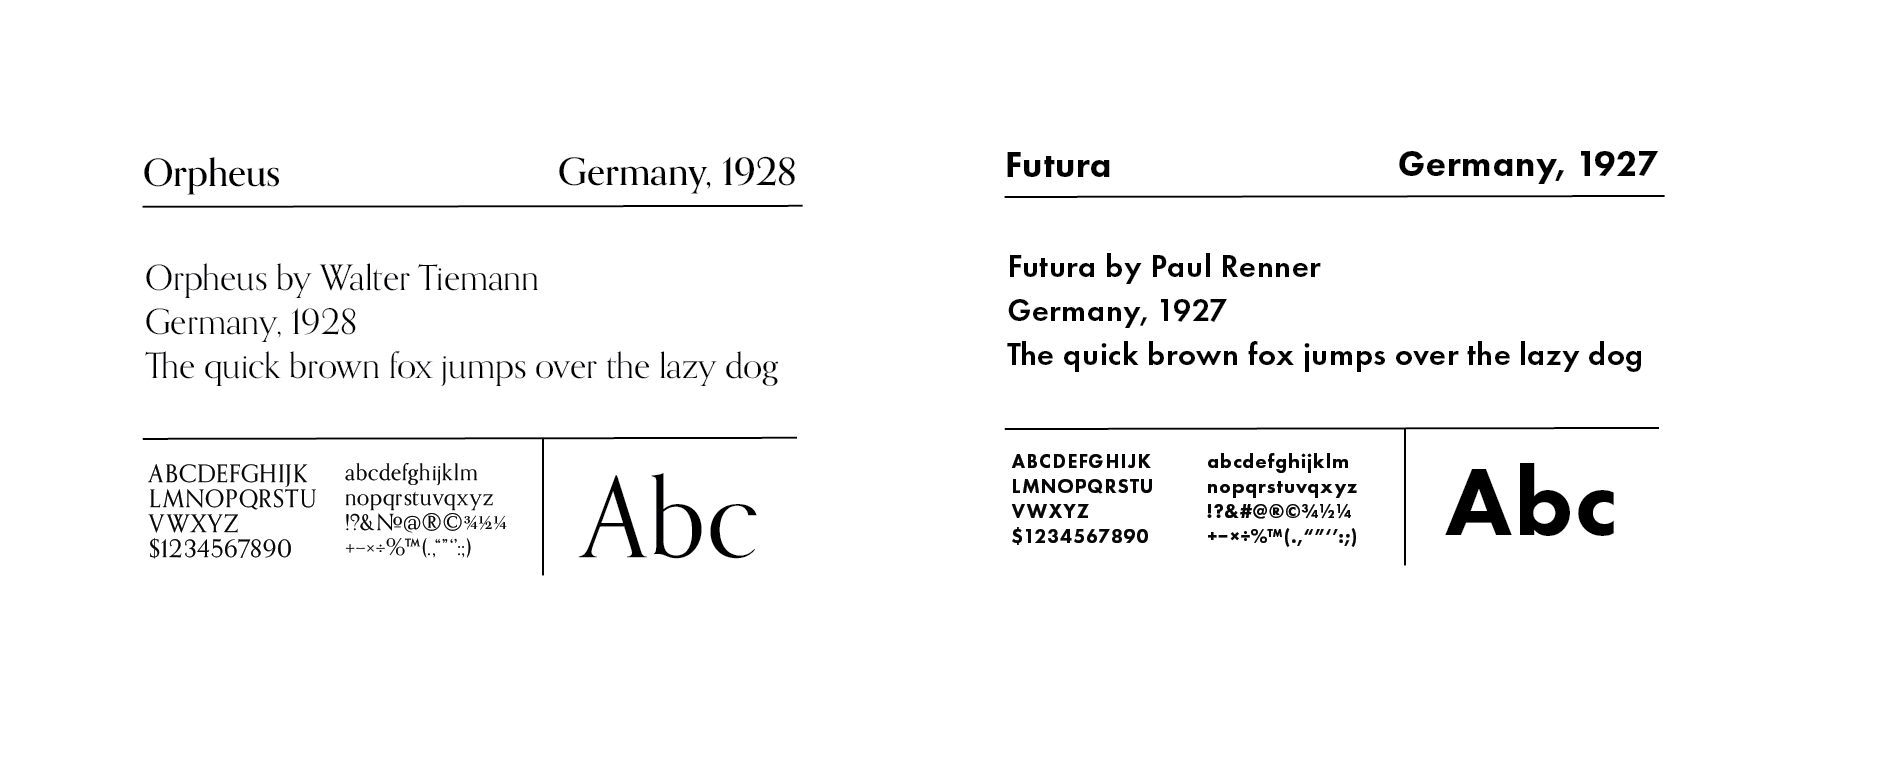 Orpheus Germany, 1928
Orpheus by Walter Tiemann
Germany, 1928
The quick brown fox jumps over the lazy dog
ABCDEFGHIJK
LMNOPQRSTU
VWXYZ
$1234567890
abcdefghijklm
nopqrstuvqxyz
!?&№@®©¾½¼
+−×÷%™(.,“”‘’:;)
Abc
Futura Germany, 1927
Futura by Paul Renner
Germany, 1927
The quick brown fox jumps over the lazy dog
ABCDEFGHIJK
LMNOPQRSTU
VWXYZ
$1234567890
abcdefghijklm
nopqrstuvqxyz
!?&#@®©¾½¼
+−×÷%™(.,“”‘’:;)
Abc